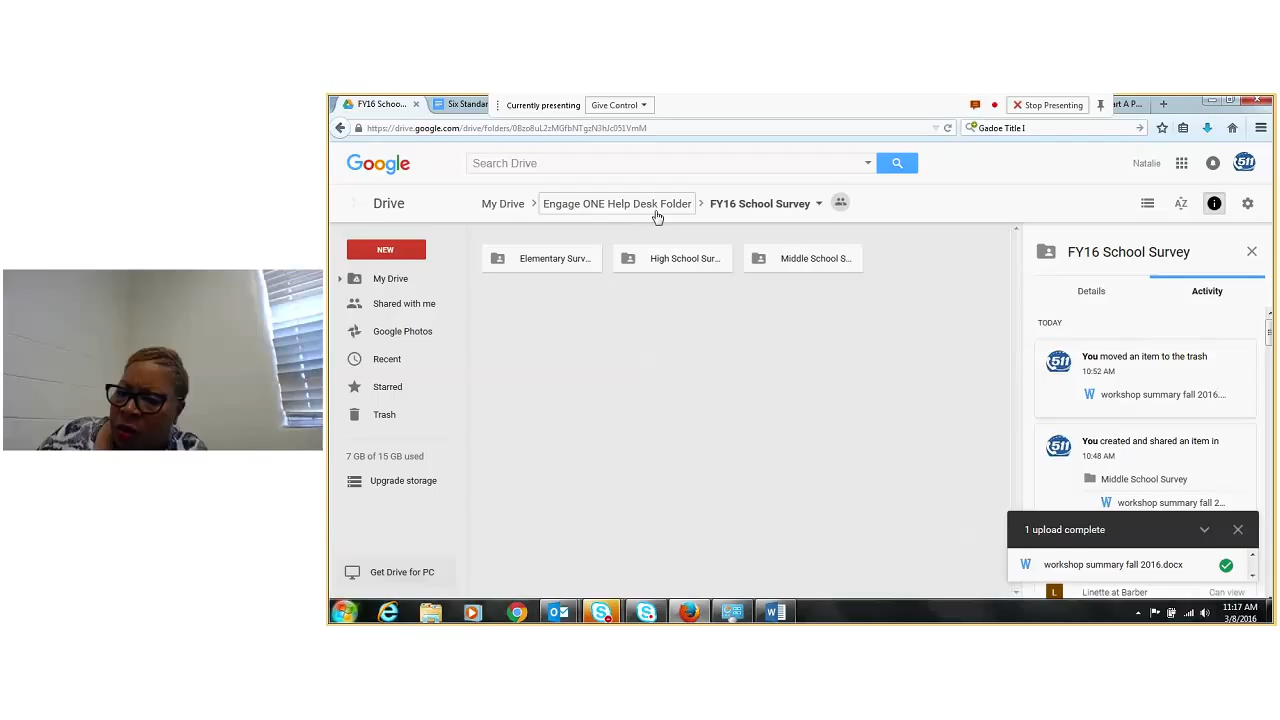 FY16 Schoo...
Six Standar
Currently presenting
Give Control
Stop Presenting
art A P...
https://drive.google.com/drive/folders/0Bzo8uL2zMGfbNTgzN3hJc051VmM
Gadoe Title I
Google
Search Drive
Natalie
511
Drive
My Drive
Engage ONE Help Desk Folder
FY16 School Survey
AZ
NEW
My Drive
Shared with me
Google Photos
Recent
Starred
Trash
7 GB of 15 GB used
Upgrade storage
Get Drive for PC
Elementary Surv...
High School Sur...
Middle School S...
FY16 School Survey
Details
Activity
TODAY
511
You moved an item to the trash
10:52 AM
W
workshop summary fall 2016....
511
You created and shared an item in
10:48 AM
Middle School Survey
W
workshop summary fall 2...
1 upload complete
W
workshop summary fall 2016.docx
L
Linette at Barber
Can view
11:17 AM
3/8/2016